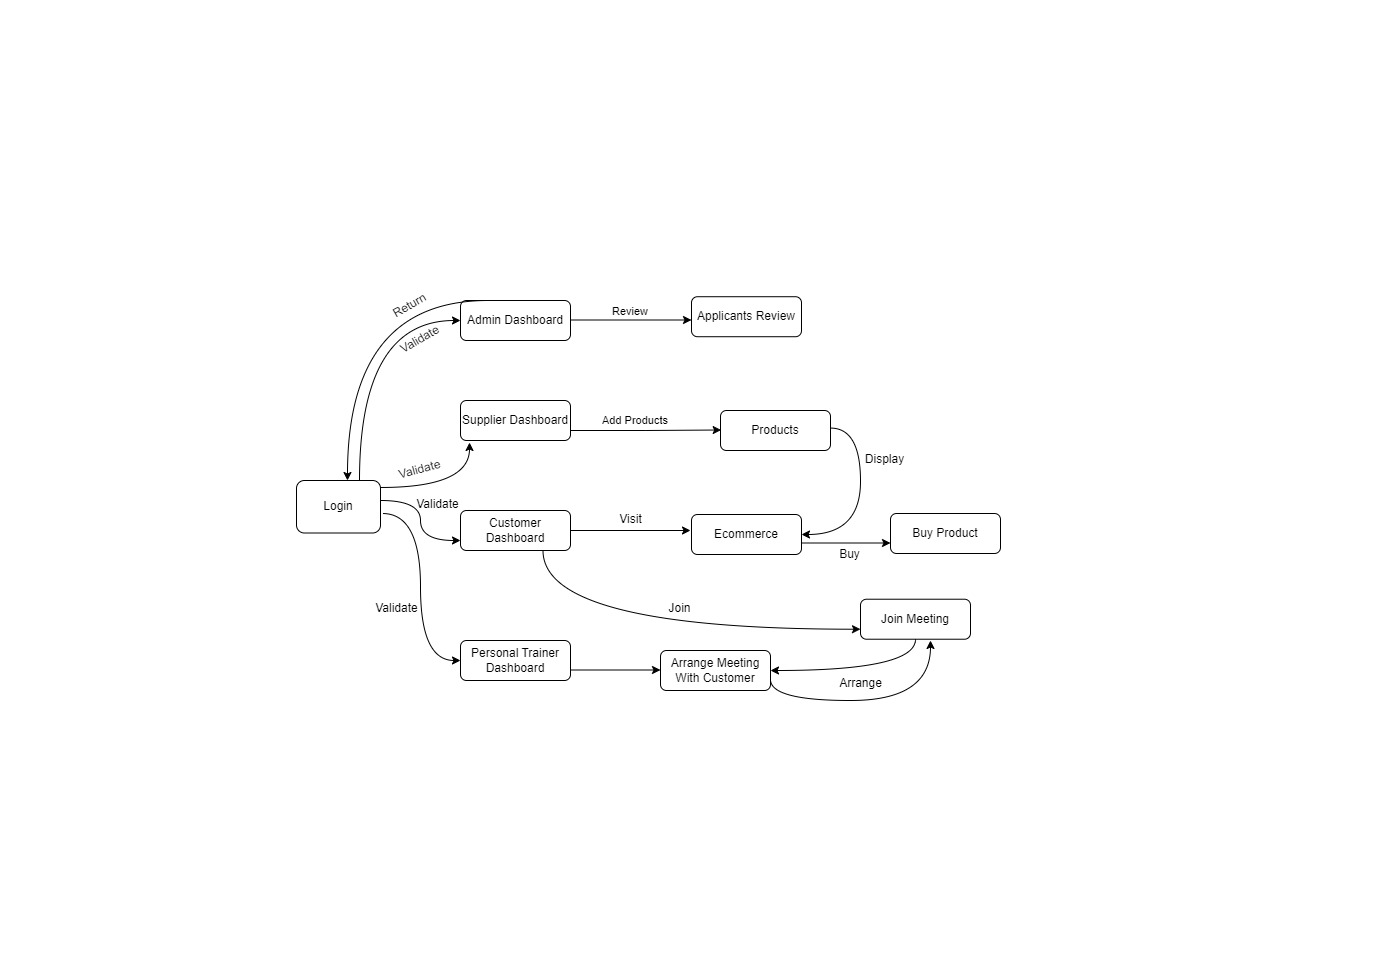 Return
Validate
Admin Dashboard
Review
Applicants Review
Supplier Dashboard
Add Products
Products
Display
Validate
Login
Validate
Customer
Dashboard
Visit
Ecommerce
Buy
Buy Product
Validate
Join
Join Meeting
Personal Trainer
Dashboard
Arrange Meeting
With Customer
Arrange